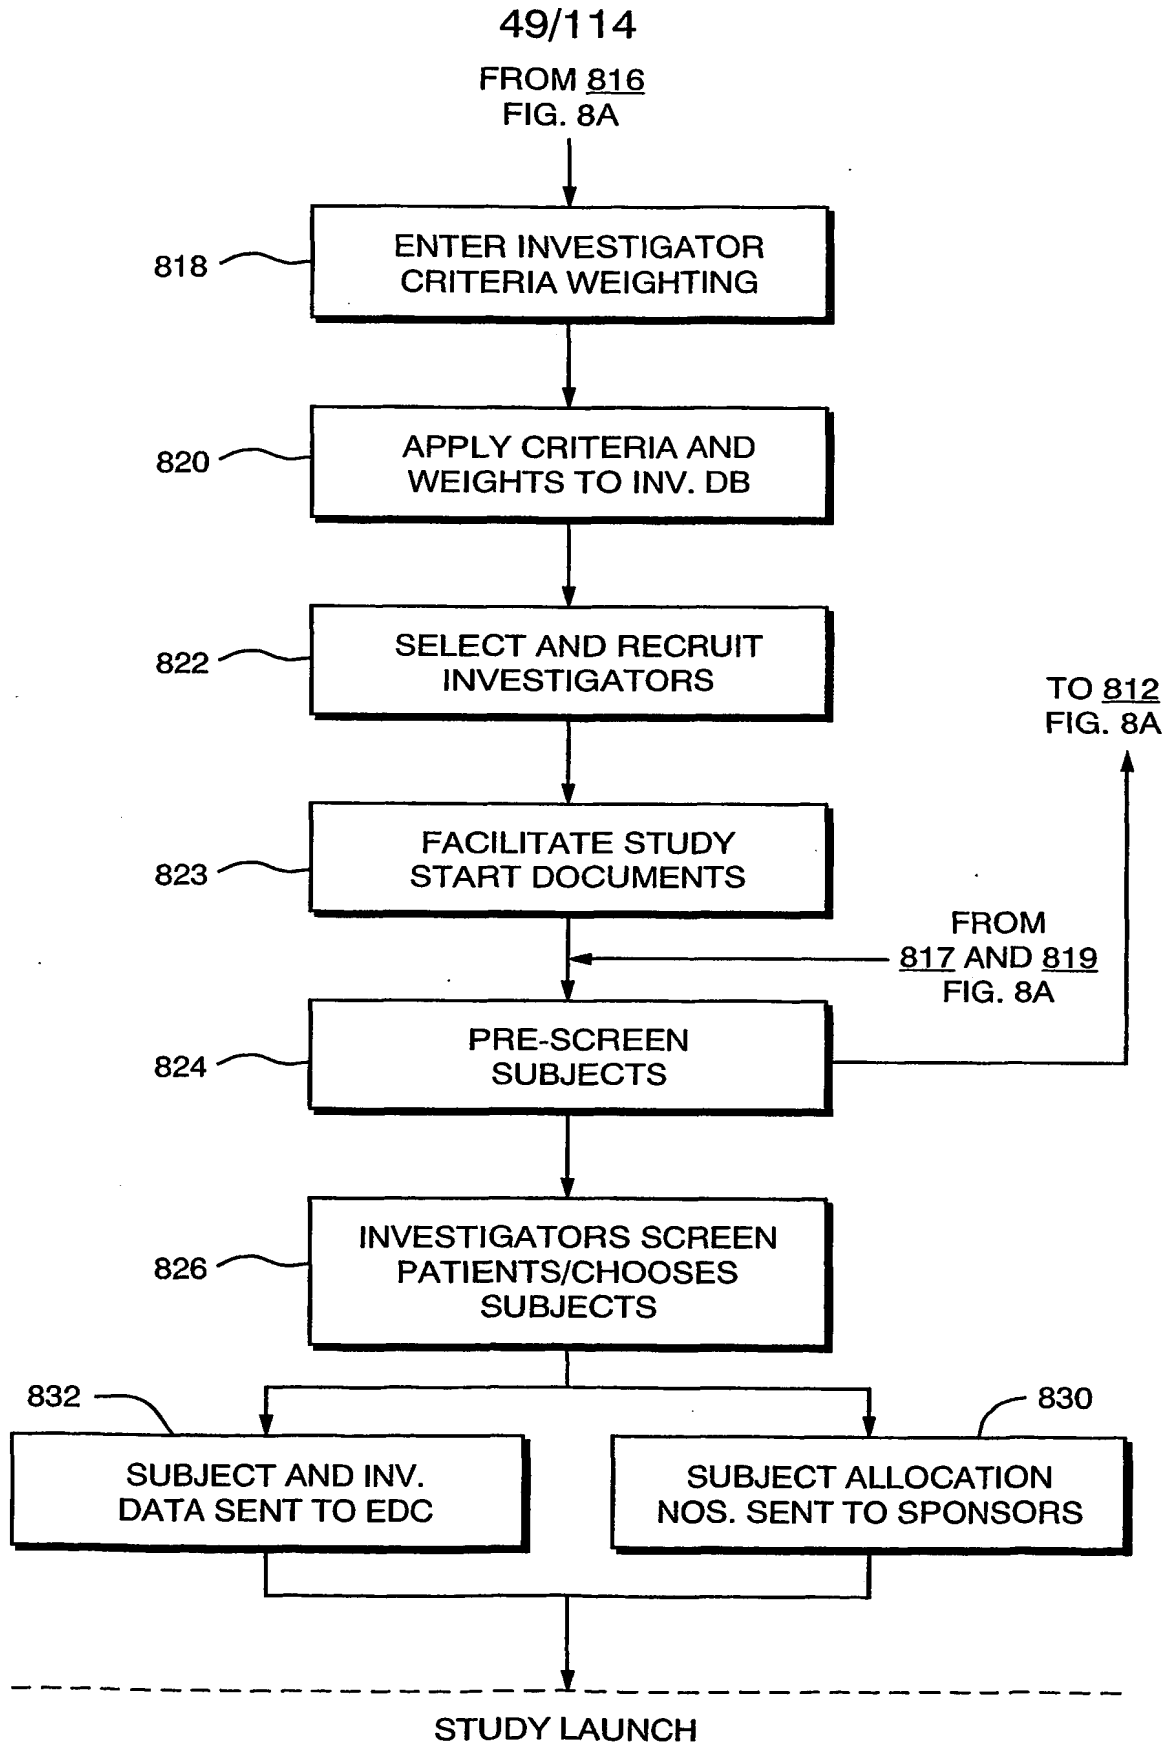 49/114
FROM 816
FIG. 8A
818
ENTER INVESTIGATOR
CRITERIA WEIGHTING
820
APPLY CRITERIA AND
WEIGHTS TO INV. DB
822
SELECT AND RECRUIT
INVESTIGATORS
TO 812
FIG. 8A
823
FACILITATE STUDY
START DOCUMENTS
FROM
817 AND 819
FIG. 8A
824
PRE-SCREEN
SUBJECTS
826
INVESTIGATORS SCREEN
PATIENTS/CHOOSES
SUBJECTS
832
SUBJECT AND INV.
DATA SENT TO EDC
830
SUBJECT ALLOCATION
NOS. SENT TO SPONSORS
STUDY LAUNCH